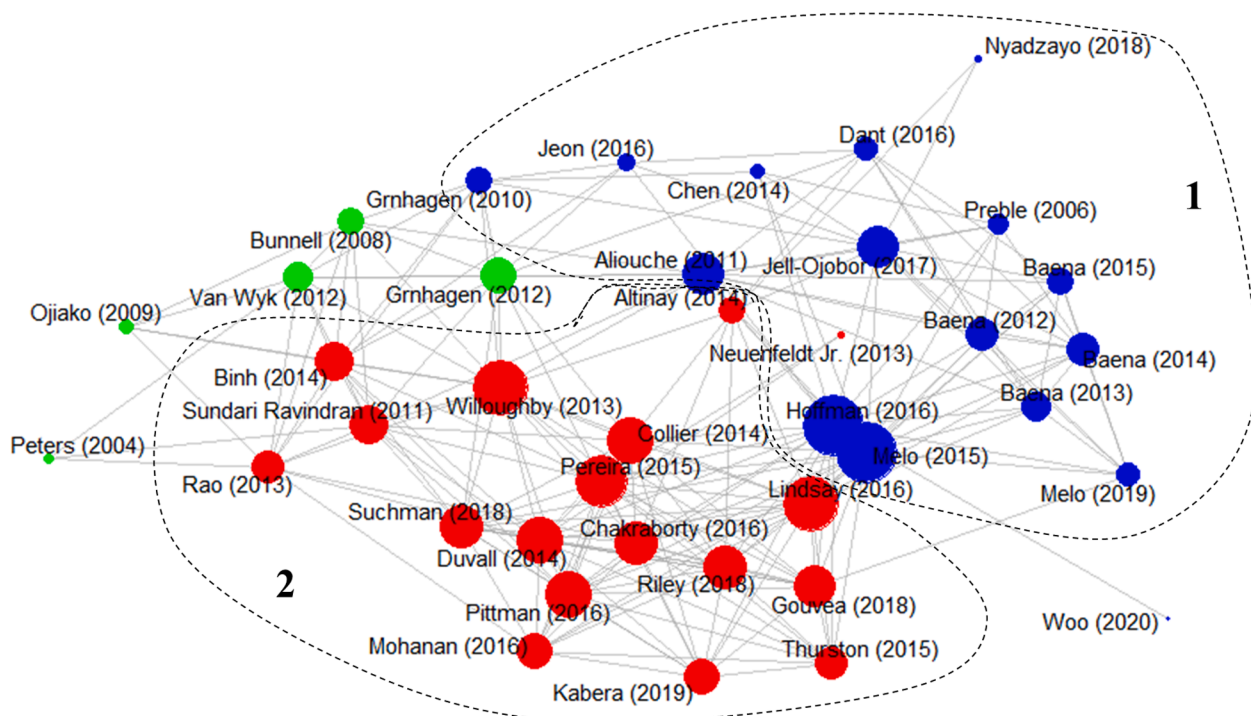 Nyadzayo (2018)
Dant (2016)
Jeon (2016)
Chen (2014)
Grnhagen (2010)
1
Preble (2006)
Bunnell (2008)
Aliouche (2011)
Jell-Ojobor (2017)
Baena (2015)
Van Wyk (2012)
Grnhagen (2012)
Altinay (2014)
Ojiako (2009)
Baena (2012)
Neuenfeldt Jr. (2013)
Baena (2014)
Binh (2014)
Baena (2013)
Sundari Ravindran (2011)
Willoughby (2013)
Hoffman (2016)
Collier (2014)
Peters (2004)
Melo (2015)
Pereira (2015)
Rao (2013)
Lindsay (2016)
Melo (2019)
Suchman (2018)
Chakraborty (2016)
Duvall (2014)
2
Riley (2018)
Gouvea (2018)
Pittman (2016)
Woo (2020)
Mohanan (2016)
Thurston (2015)
Kabera (2019)